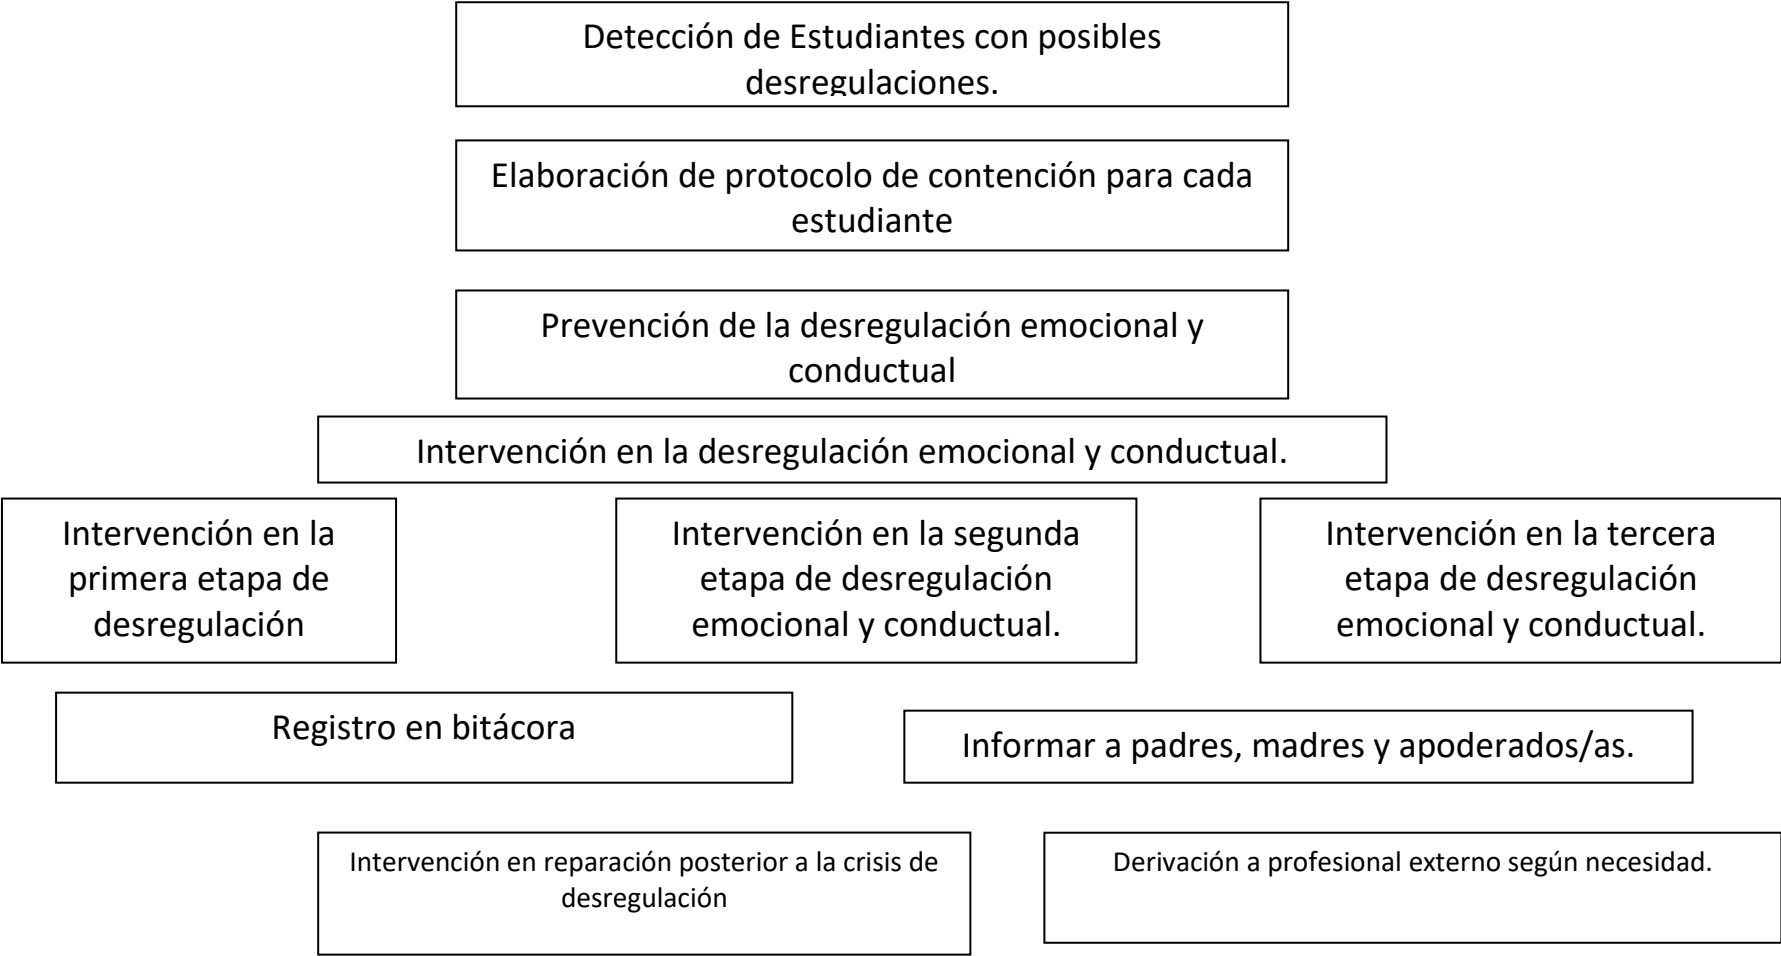 Detección de Estudiantes con posibles
desregulaciones.
Elaboración de protocolo de contención para cada
estudiante
Prevención de la desregulación emocional y
conductual
Intervención en la desregulación emocional y conductual.
Intervención en la
primera etapa de
desregulación
Intervención en la segunda
etapa de desregulación
emocional y conductual.
Intervención en la tercera
etapa de desregulación
emocional y conductual.
Registro en bitácora
Informar a padres, madres y apoderados/as.
Intervención en reparación posterior a la crisis de
desregulación
Derivación a profesional externo según necesidad.